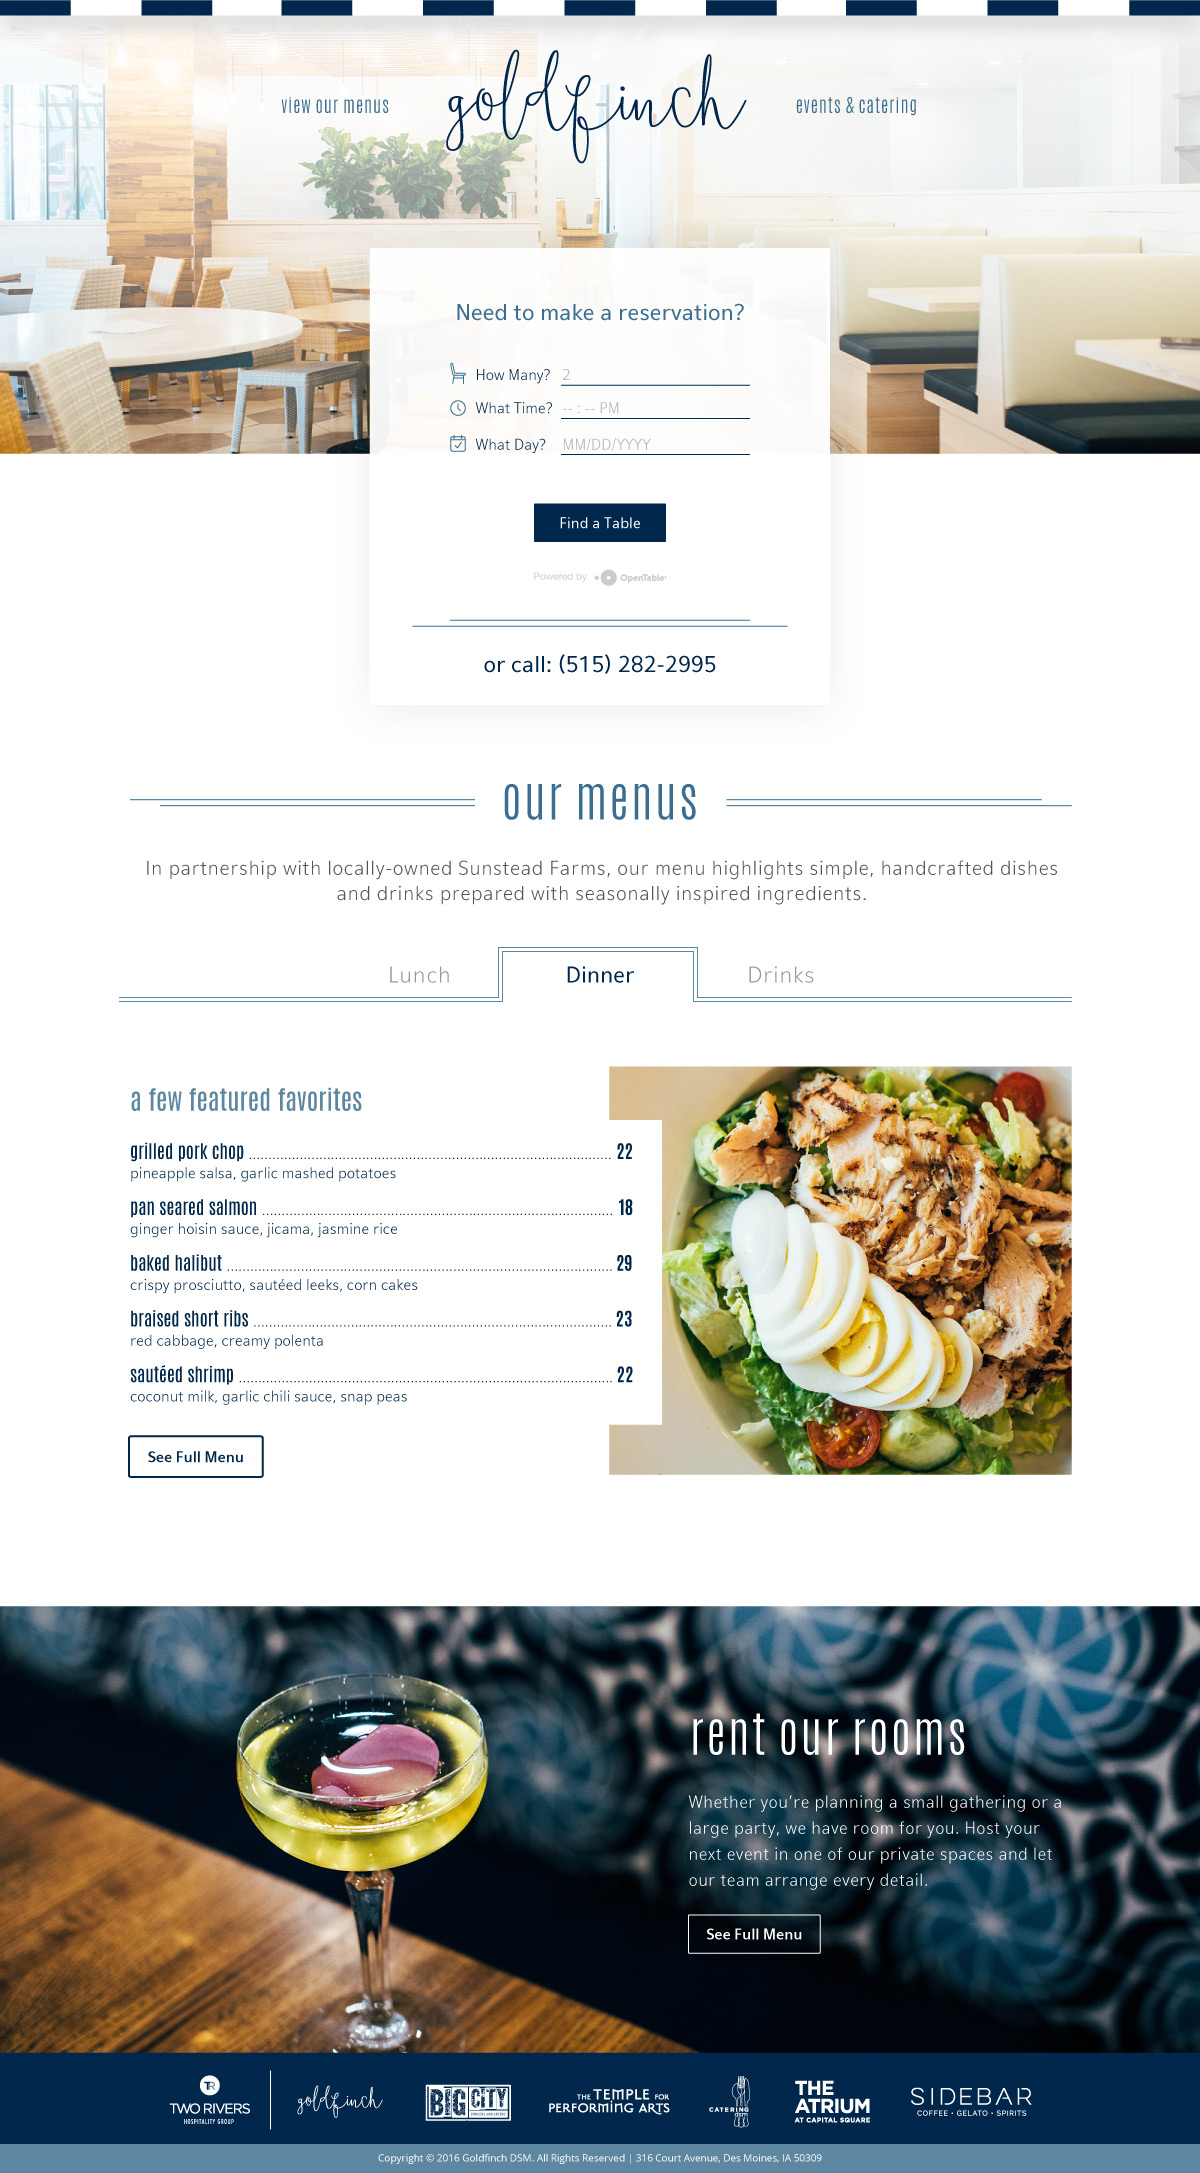 view our menus
goldfinch
events & catering
Need to make a reservation?
How Many? 2
What Time? -- : -- PM
What Day? MM/DD/YYYY
Find a Table
Powered by OpenTable
or call: (515) 282-2995
our menus
In partnership with locally-owned Sunstead Farms, our menu highlights simple, handcrafted dishes
and drinks prepared with seasonally inspired ingredients.
Lunch
Dinner
Drinks
a few featured favorites
grilled pork chop 22
pineapple salsa, garlic mashed potatoes
pan seared salmon 18
ginger hoisin sauce, jicama, jasmine rice
baked halibut 29
crispy prosciutto, sautéed leeks, corn cakes
braised short ribs 23
red cabbage, creamy polenta
sautéed shrimp 22
coconut milk, garlic chili sauce, snap peas
See Full Menu
rent our rooms
Whether you're planning a small gathering or a
large party, we have room for you. Host your
next event in one of our private spaces and let
our team arrange every detail.
See Full Menu
TR
TWO RIVERS
HOSPITALITY GROUP
goldfinch
BIG CITY
THE TEMPLE FOR
PERFORMING ARTS
CATERING
dsm
THE
ATRIUM
AT CAPITAL SQUARE
SIDEBAR
COFFEE • GELATO • SPIRITS
Copyright © 2016 Goldfinch DSM. All Rights Reserved | 316 Court Avenue, Des Moines, IA 50309